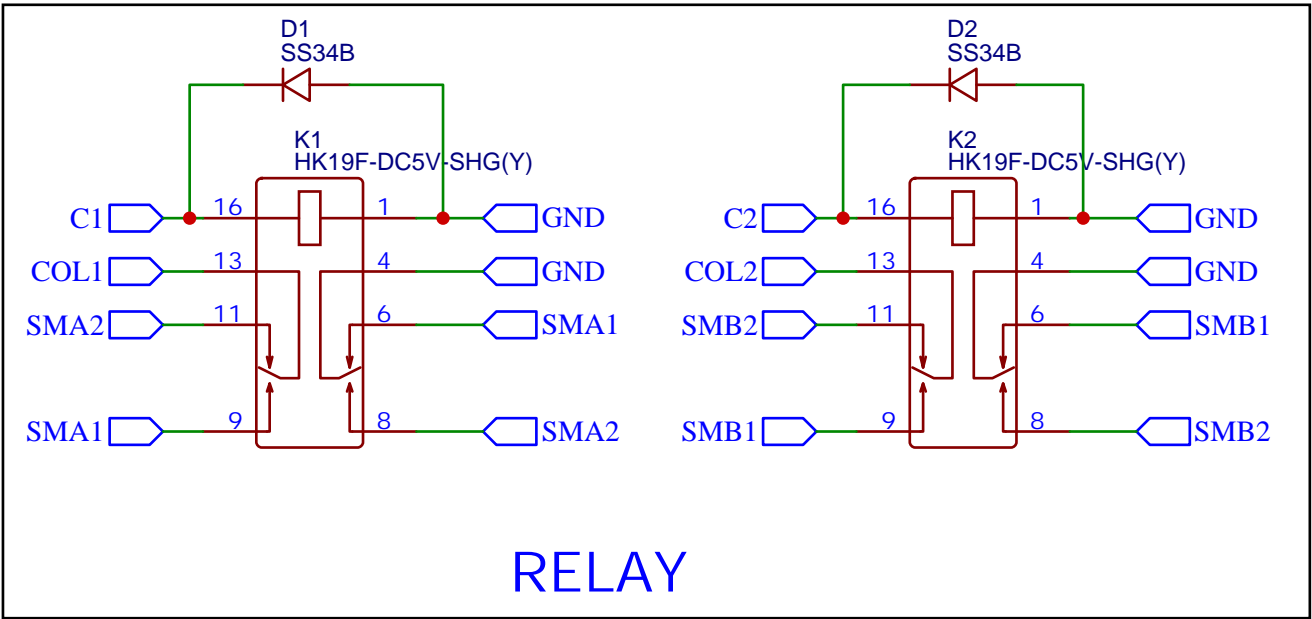 D1
SS34B
D2
SS34B
K1
HK19F-DC5V-SHG(Y)
K2
HK19F-DC5V-SHG(Y)
C1 16 1 GND
C2 16 1 GND
COL1 13 4 GND
COL2 13 4 GND
SMA2 11 6 SMA1
SMB2 11 6 SMB1
SMA1 9 8 SMA2
SMB1 9 8 SMB2
RELAY